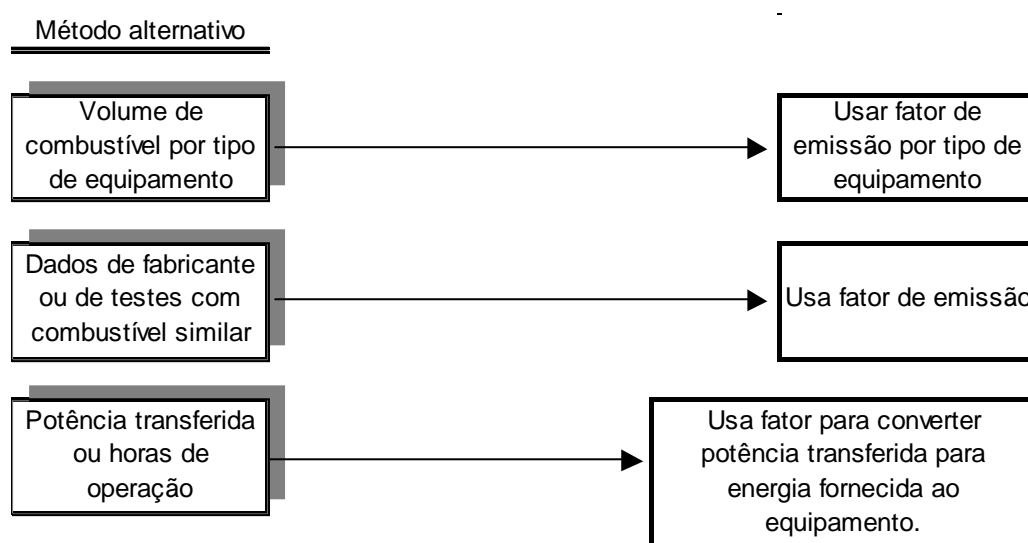 Método alternativo
Volume de
combustível por tipo
de equipamento
Usar fator de
emissão por tipo de
equipamento
Dados de fabricante
ou de testes com
combustível similar
Usa fator de emissão
Potência transferida
ou horas de
operação
Usa fator para converter
potência transferida para
energia fornecida ao
equipamento.